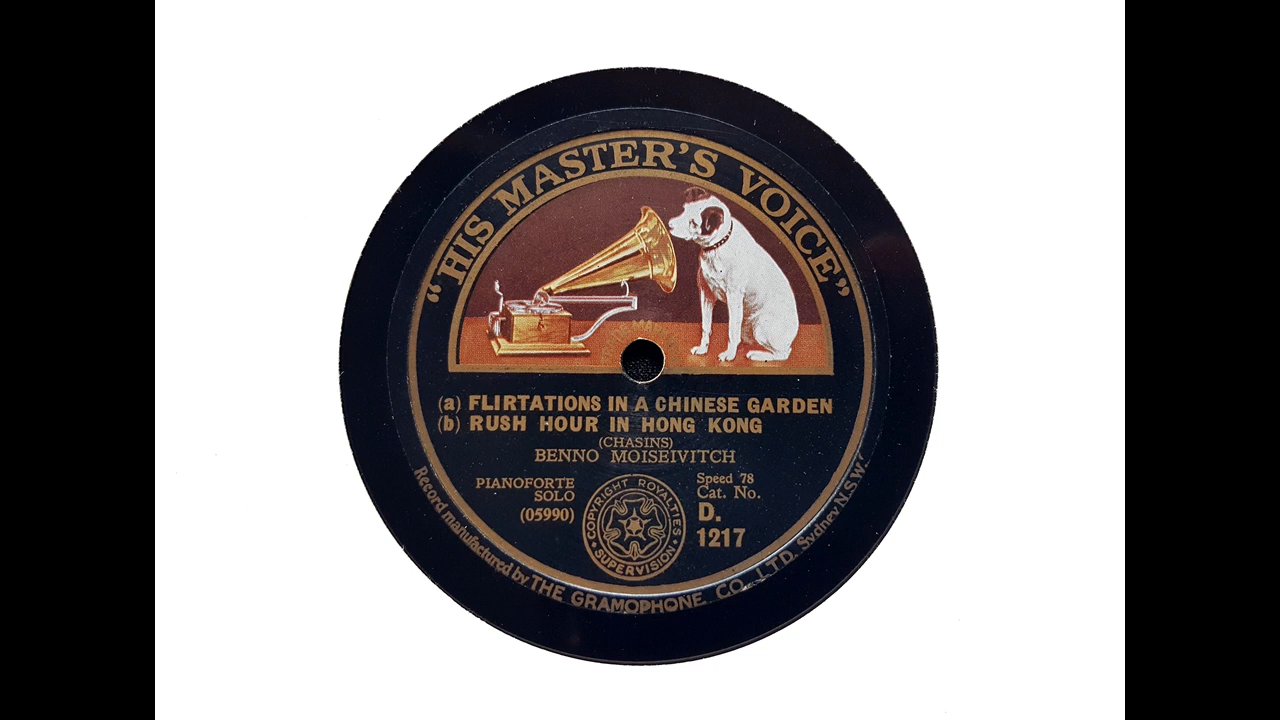 "HIS MASTER'S VOICE"
(a) FLIRTATIONS IN A CHINESE GARDEN
(b) RUSH HOUR IN HONG KONG
(CHASINS)
BENNO MOISEIVITCH
PIANOFORTE
SOLO
(05990)
COPYRIGHT ROYALTIES
SUPERVISION
Speed 78
Cat. No.
D.
1217
Record manufactured by THE GRAMOPHONE CO. LTD. Sydney N.S.W.